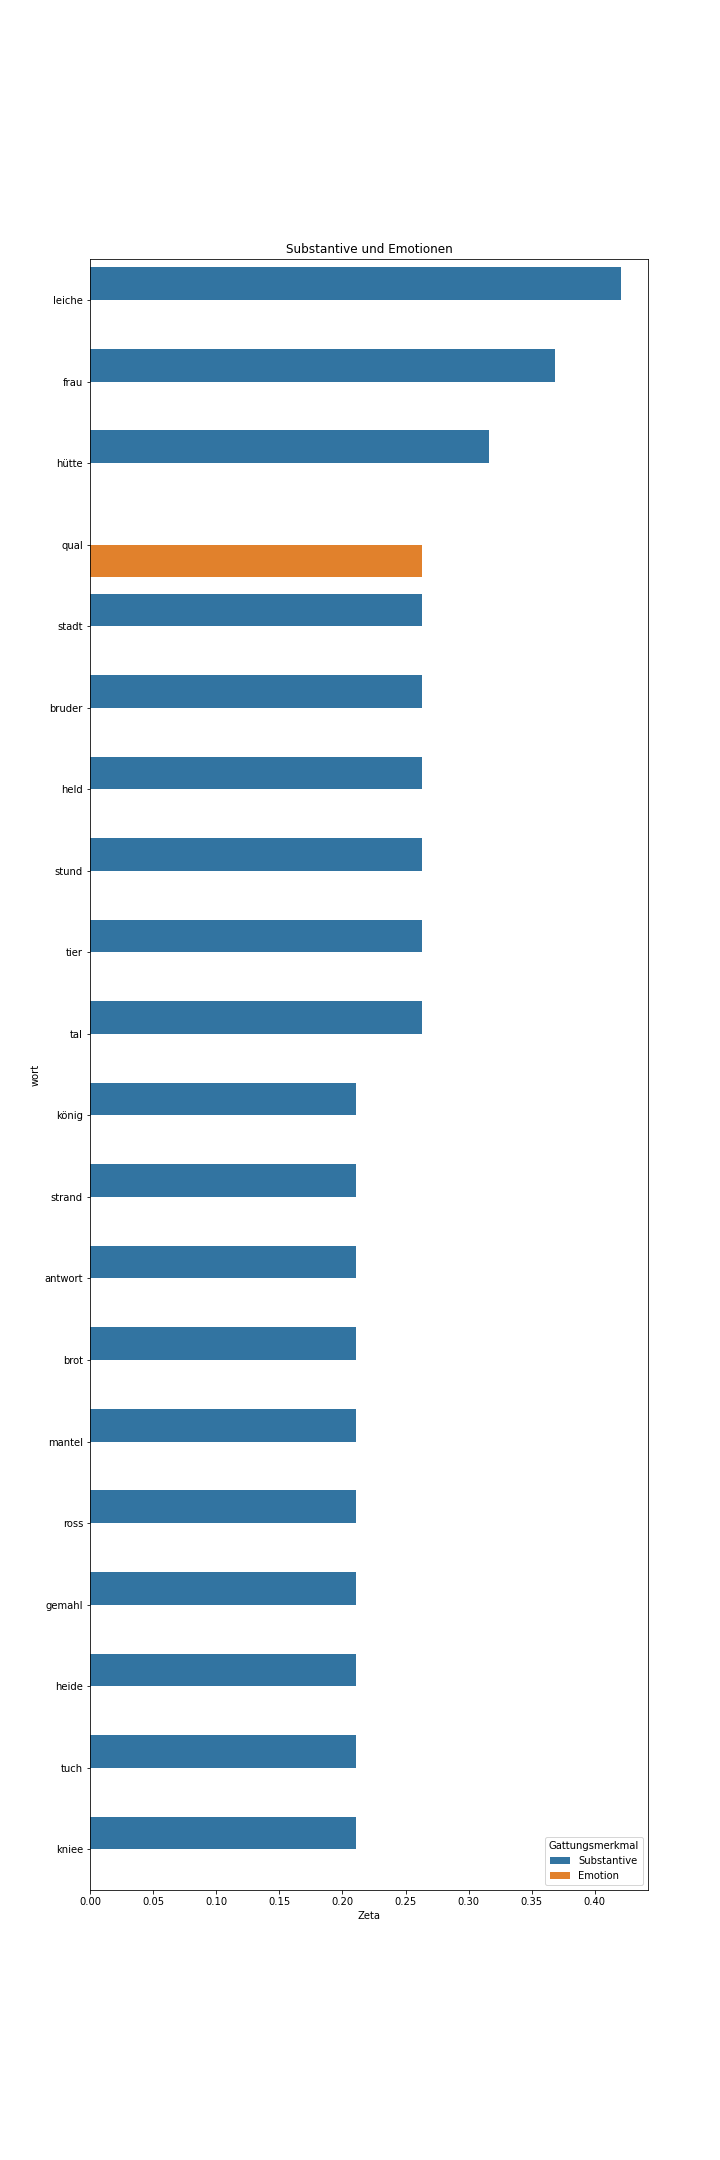 Substantive und Emotionen
leiche
frau
hütte
qual
stadt
bruder
held
stund
tier
tal
wort
könig
strand
antwort
brot
mantel
ross
gemahl
heide
tuch
kniee
Gattungsmerkmal
Substantive
Emotion
0.00 0.05 0.10 0.15 0.20 0.25 0.30 0.35 0.40
Zeta